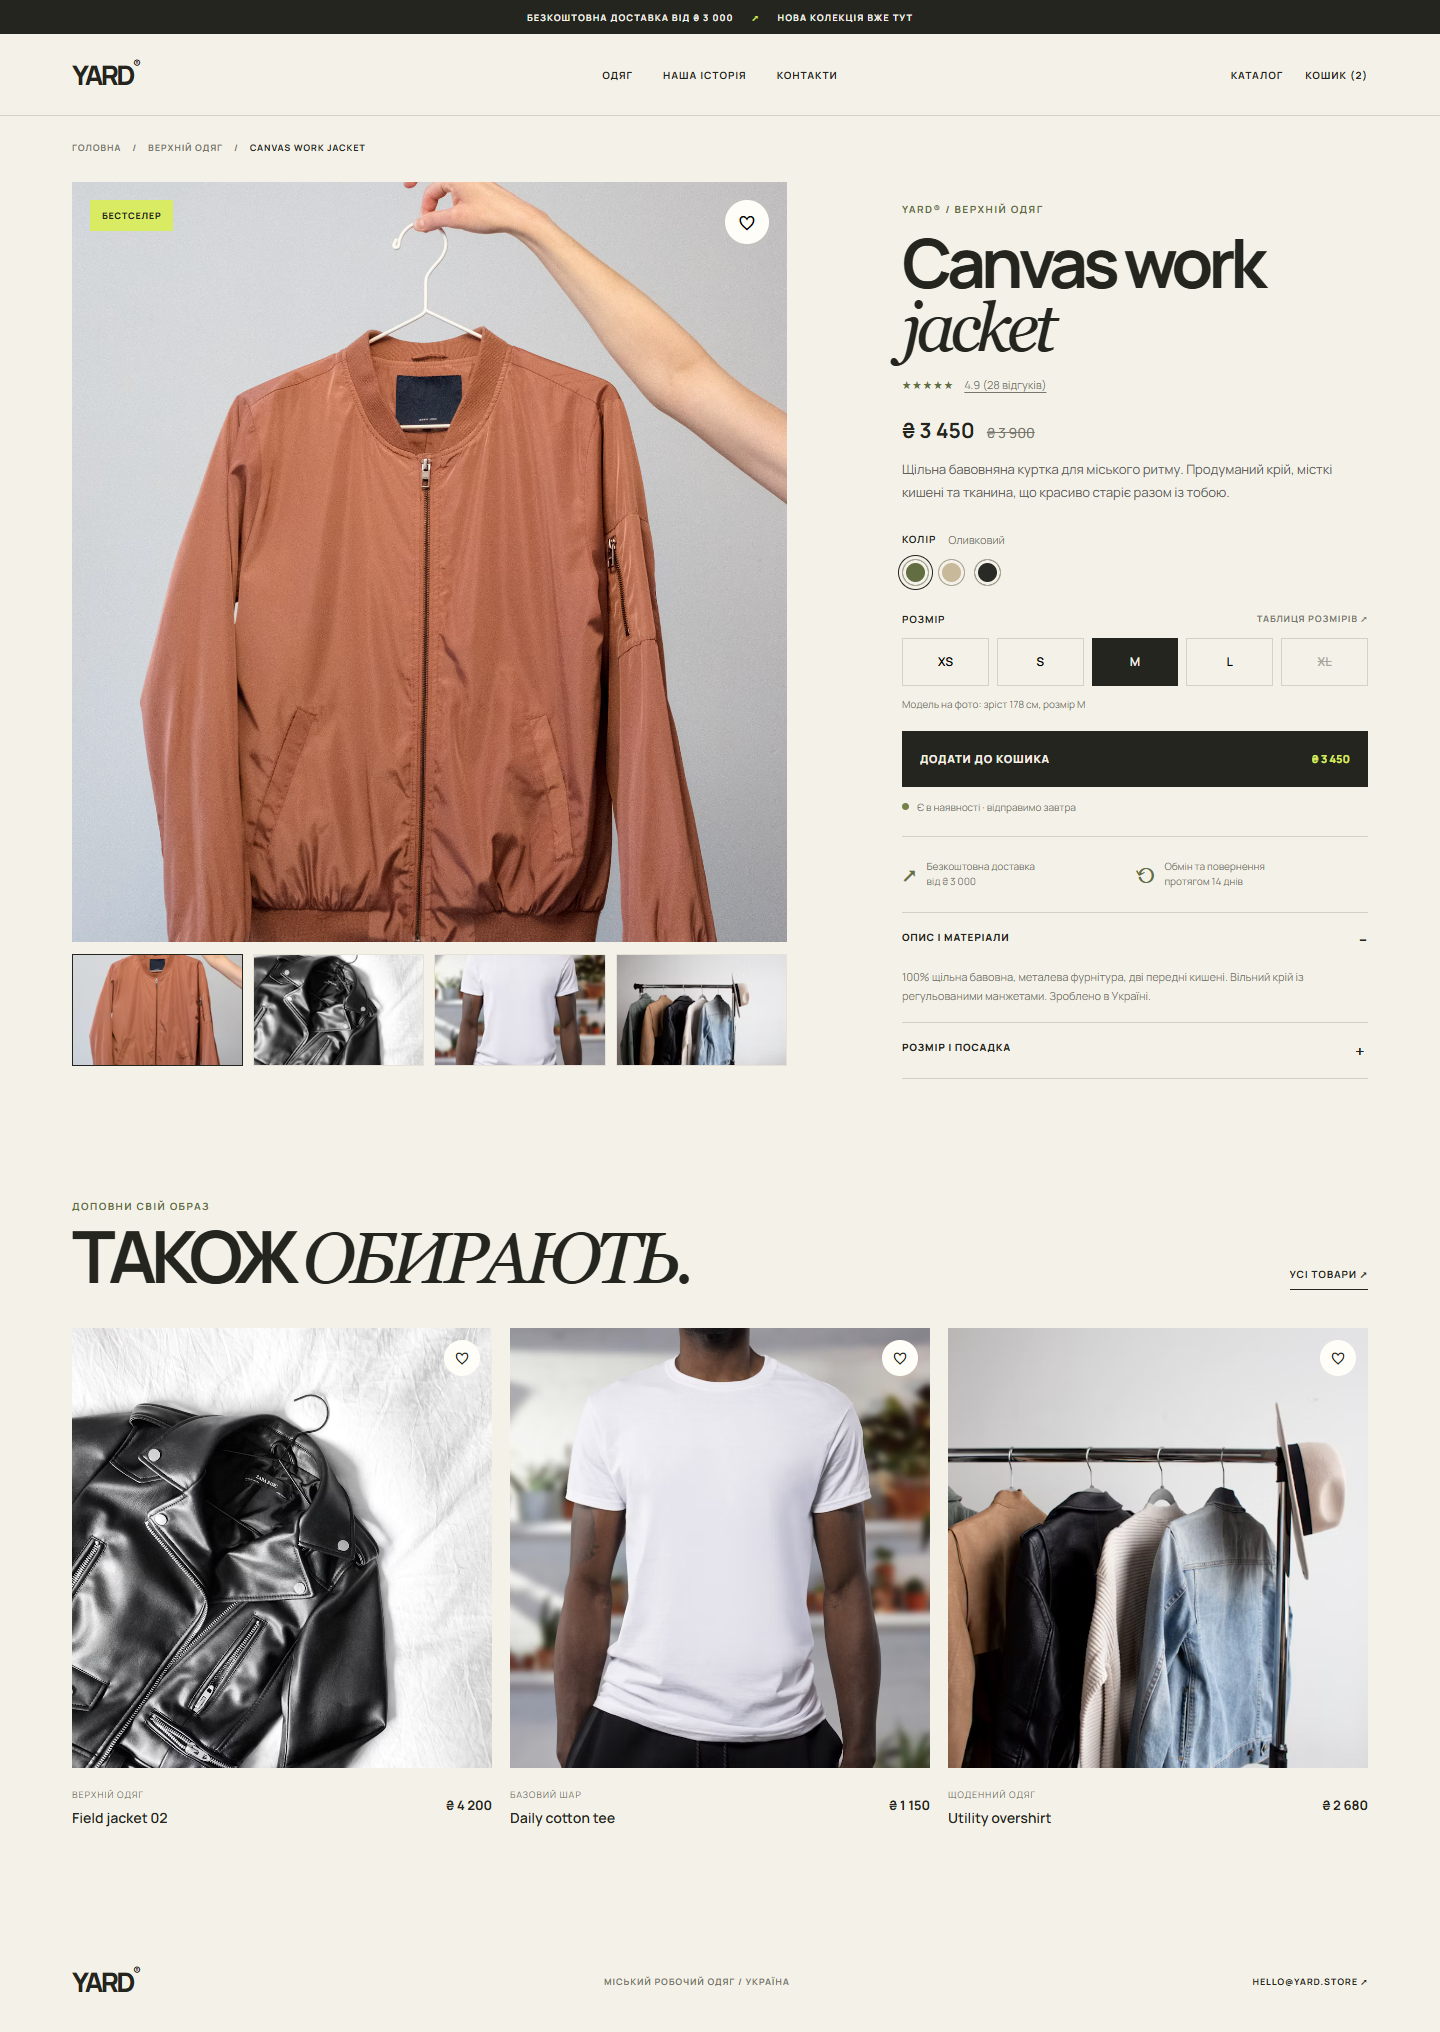 БЕЗКОШТОВНА ДОСТАВКА ВІД ₴ 3 000 ↗ НОВА КОЛЕКЦІЯ ВЖЕ ТУТ
YARD®
ОДЯГ НАША ІСТОРІЯ КОНТАКТИ
КАТАЛОГ КОШИК (2)
ГОЛОВНА / ВЕРХНІЙ ОДЯГ / CANVAS WORK JACKET
БЕСТСЕЛЕР
YARD® / ВЕРХНІЙ ОДЯГ
Canvas work
jacket
★★★★★ 4.9 (28 відгуків)
₴ 3 450 ₴ 3 900
Щільна бавовняна куртка для міського ритму. Продуманий крій, місткі
кишені та тканина, що красиво старіє разом із тобою.
КОЛІР Оливковий
РОЗМІР ТАБЛИЦЯ РОЗМІРІВ ↗
XS S M L XL
Модель на фото: зріст 178 см, розмір M
ДОДАТИ ДО КОШИКА ₴ 3 450
Є в наявності · відправимо завтра
↗ Безкоштовна доставка
від ₴ 3 000
Обмін та повернення
протягом 14 днів
ОПИС І МАТЕРІАЛИ −
100% щільна бавовна, металева фурнітура, дві передні кишені. Вільний крій із
регульованими манжетами. Зроблено в Україні.
РОЗМІР І ПОСАДКА +
ДОПОВНИ СВІЙ ОБРАЗ
ТАКОЖ ОБИРАЮТЬ.
УСІ ТОВАРИ ↗
ВЕРХНІЙ ОДЯГ
Field jacket 02
₴ 4 200
БАЗОВИЙ ШАР
Daily cotton tee
₴ 1 150
ЩОДЕННИЙ ОДЯГ
Utility overshirt
₴ 2 680
YARD®
МІСЬКИЙ РОБОЧИЙ ОДЯГ / УКРАЇНА
HELLO@YARD.STORE ↗